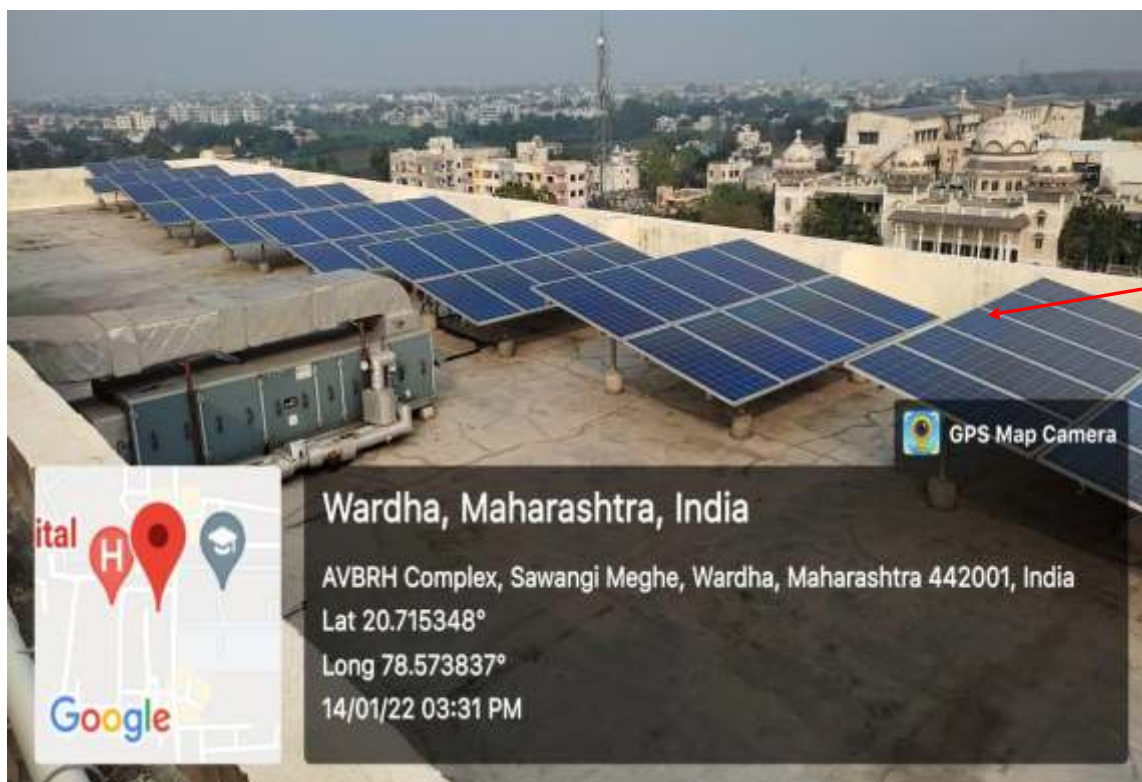 GPS Map Camera
ital
H
Google
Wardha, Maharashtra, India
AVBRH Complex, Sawangi Meghe, Wardha, Maharashtra 442001, India
Lat 20.715348°
Long 78.573837°
14/01/22 03:31 PM